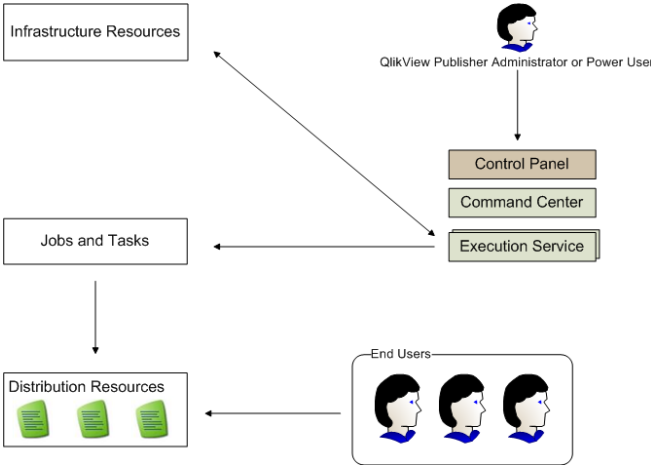 Infrastructure Resources
QlikView Publisher Administrator or Power User
Control Panel
Command Center
Jobs and Tasks
Execution Service
End Users
Distribution Resources